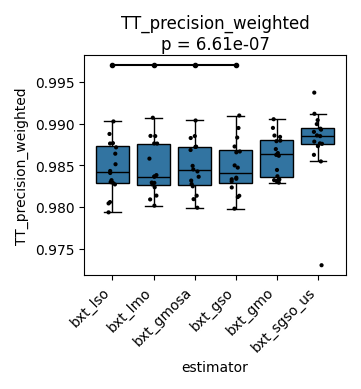 TT_precision_weighted
p = 6.61e-07
TT_precision_weighted
0.995
0.990
0.985
0.980
0.975
bxt_lso
bxt_lmo
bxt_gmosa
bxt_gso
bxt_gmo
bxt_sgso_us
estimator